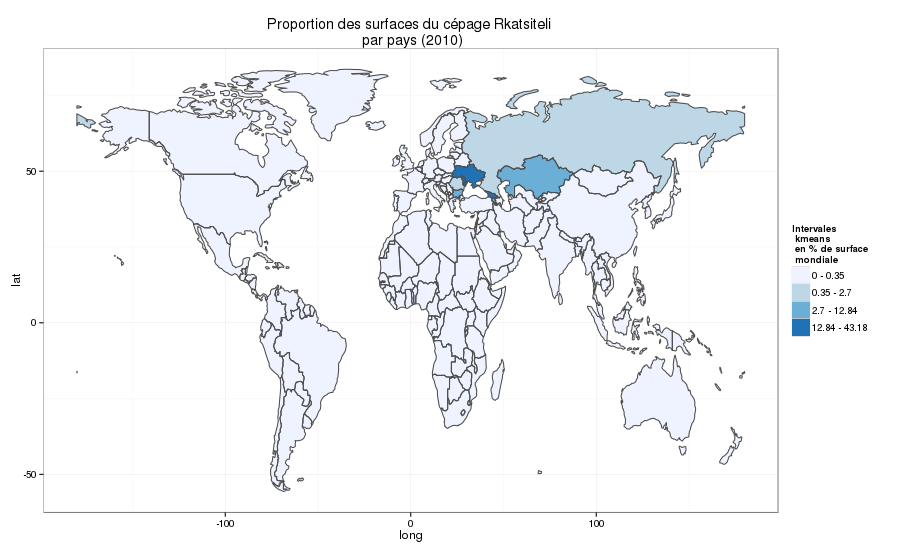 Proportion des surfaces du cépage Rkatsiteli
par pays (2010)
50
0
-50
lat
-100
0
100
long
Intervales
kmeans
en % de surface
mondiale
0 - 0.35
0.35 - 2.7
2.7 - 12.84
12.84 - 43.18